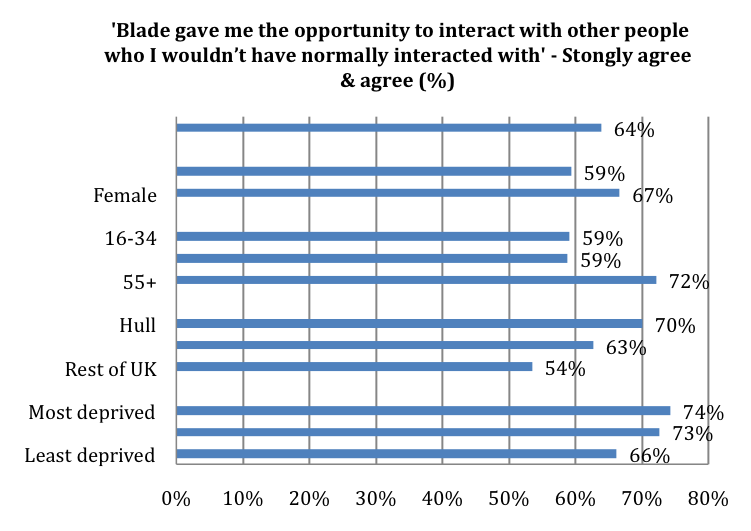 'Blade gave me the opportunity to interact with other people
who I wouldn’t have normally interacted with' - Stongly agree
& agree (%)
64%
59%
Female 67%
16-34 59%
59%
55+ 72%
Hull 70%
63%
Rest of UK 54%
Most deprived 74%
73%
Least deprived 66%
0% 10% 20% 30% 40% 50% 60% 70% 80%